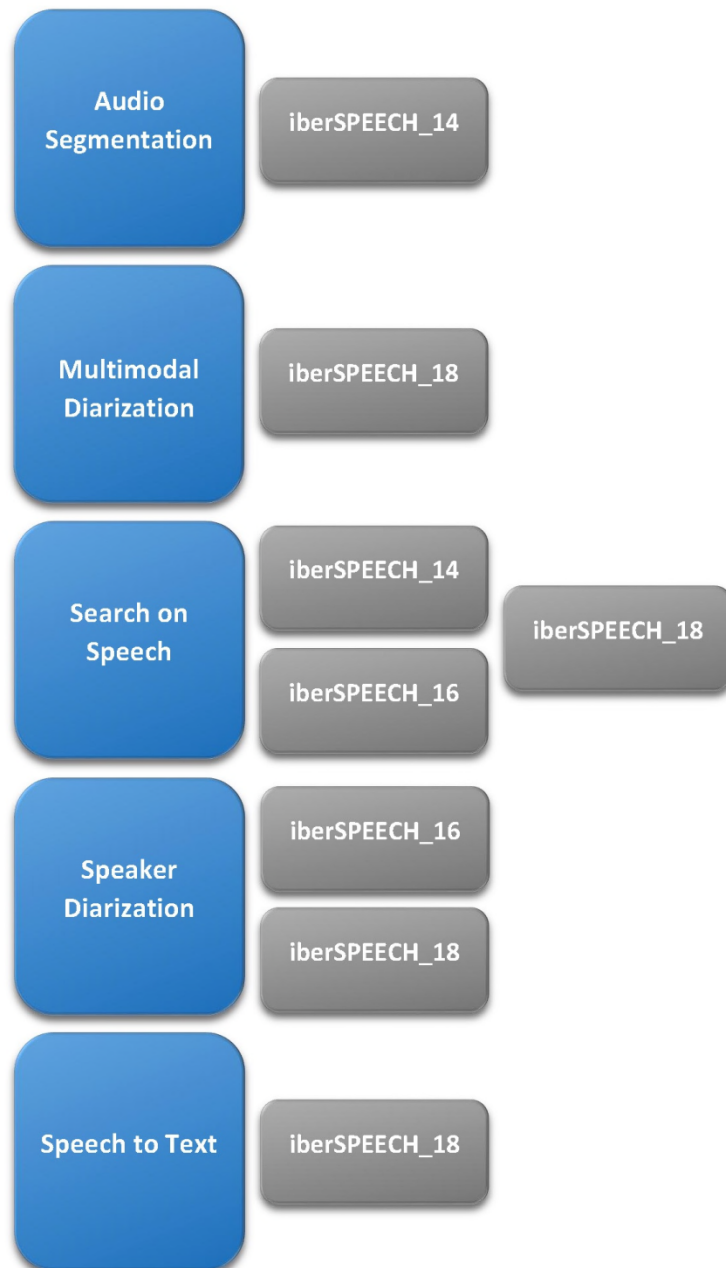 Audio
Segmentation
iberSPEECH_14
Multimodal
Diarization
iberSPEECH_18
Search on
Speech
iberSPEECH_14
iberSPEECH_16
iberSPEECH_18
Speaker
Diarization
iberSPEECH_16
iberSPEECH_18
Speech to Text
iberSPEECH_18